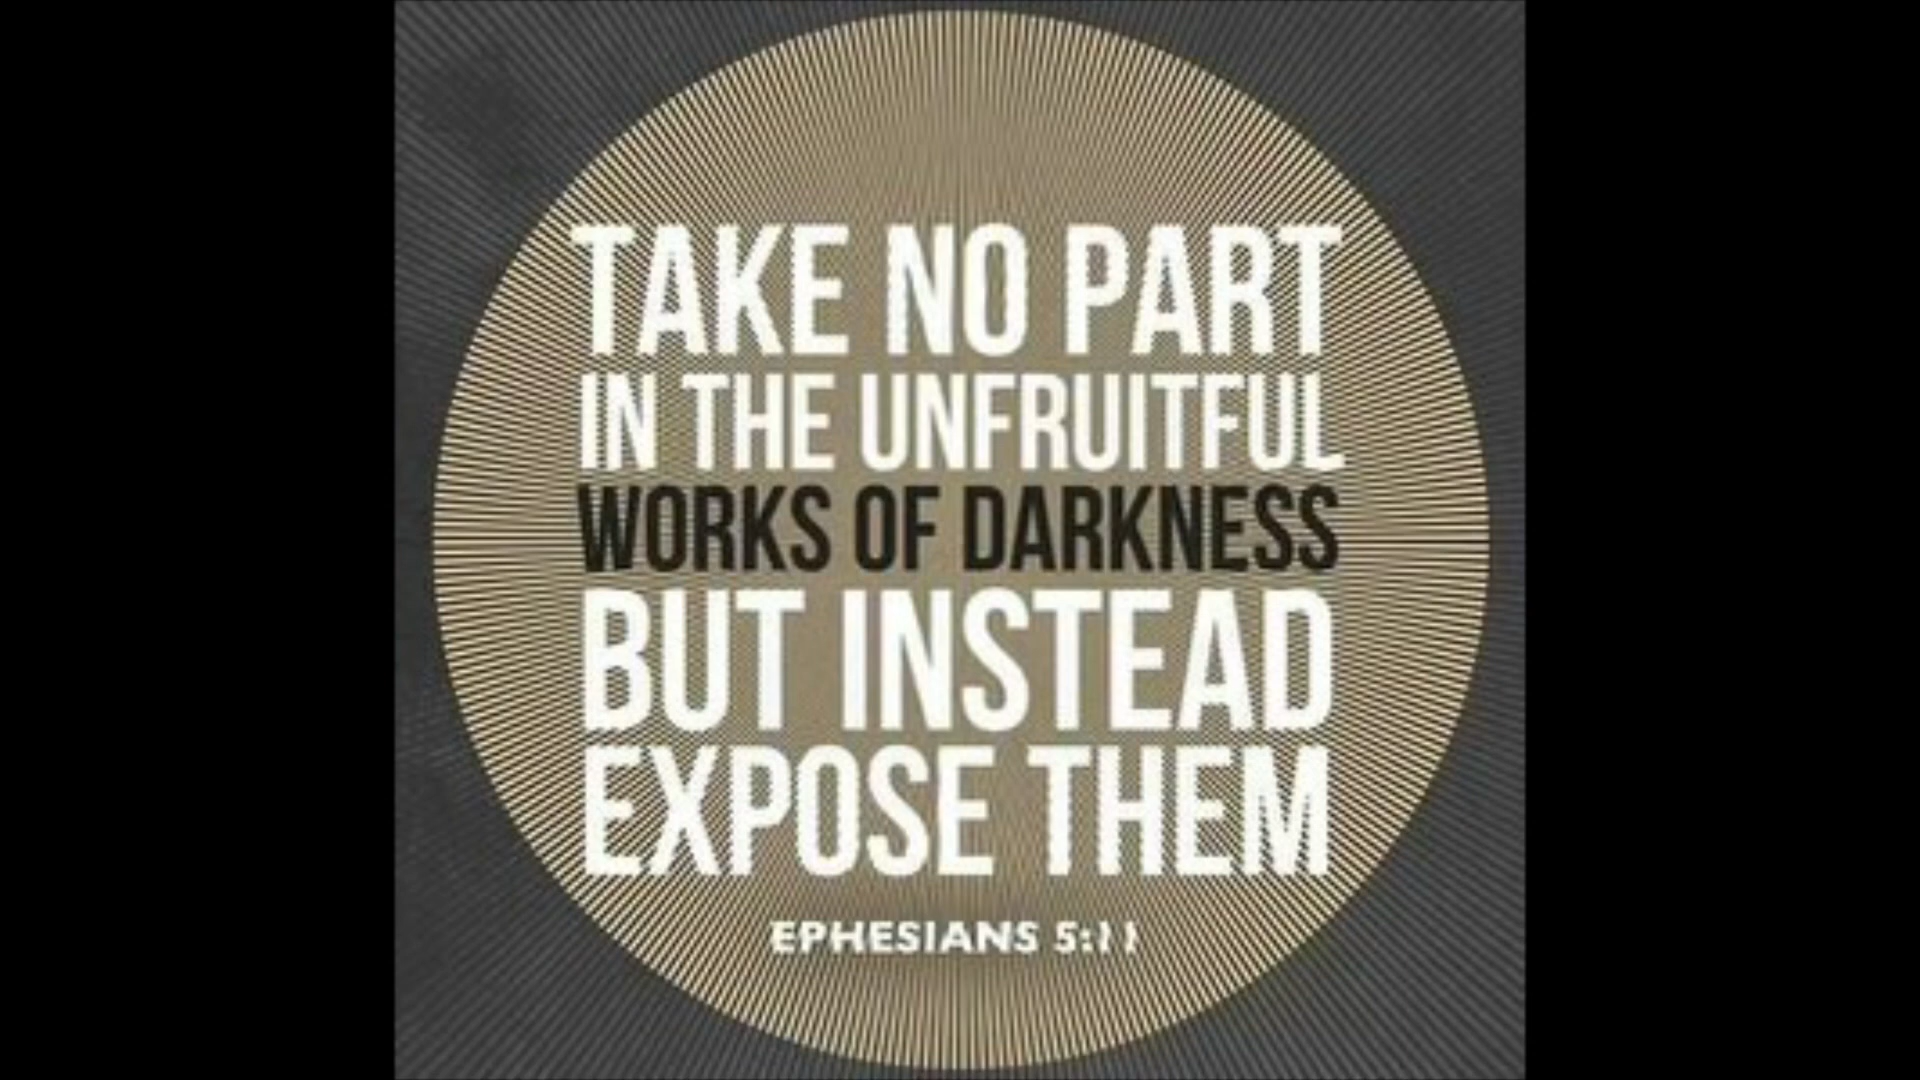 TAKE NO PART
IN THE UNFRUITFUL
WORKS OF DARKNESS
BUT INSTEAD
EXPOSE THEM
EPHESIANS 5:11